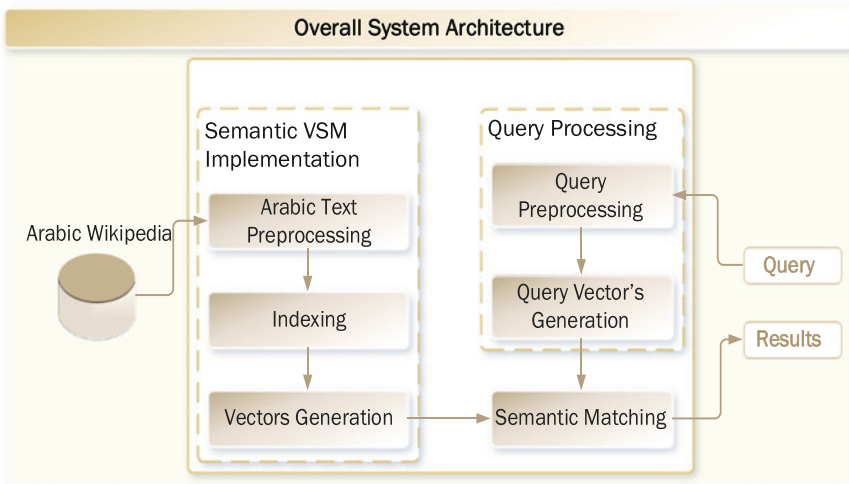 Overall System Architecture
Semantic VSM
Implementation
Arabic Text
Preprocessing
Indexing
Vectors Generation
Arabic Wikipedia
Query Processing
Query
Preprocessing
Query Vector's
Generation
Semantic Matching
Query
Results